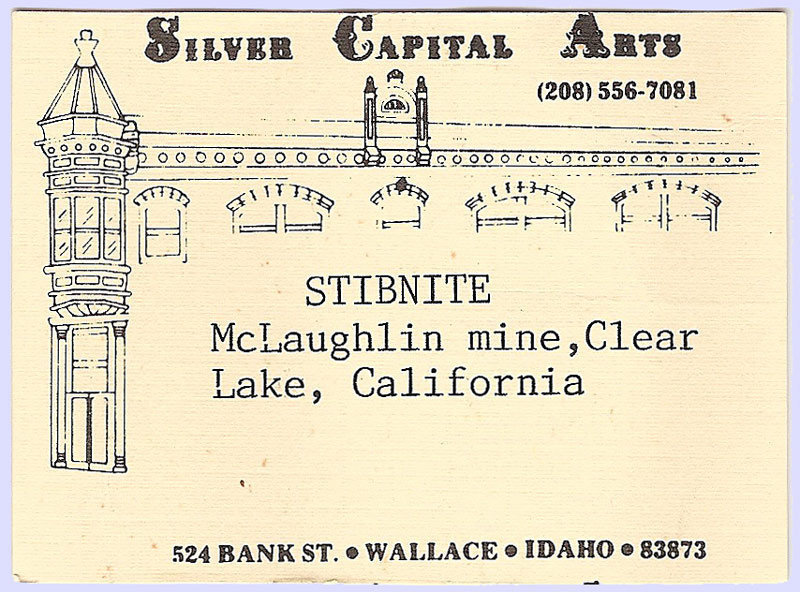 SILVER CAPITAL ARTS
(208) 556-7081
STIBNITE
McLaughlin mine,Clear
Lake, California
524 BANK ST. • WALLACE • IDAHO • 83873